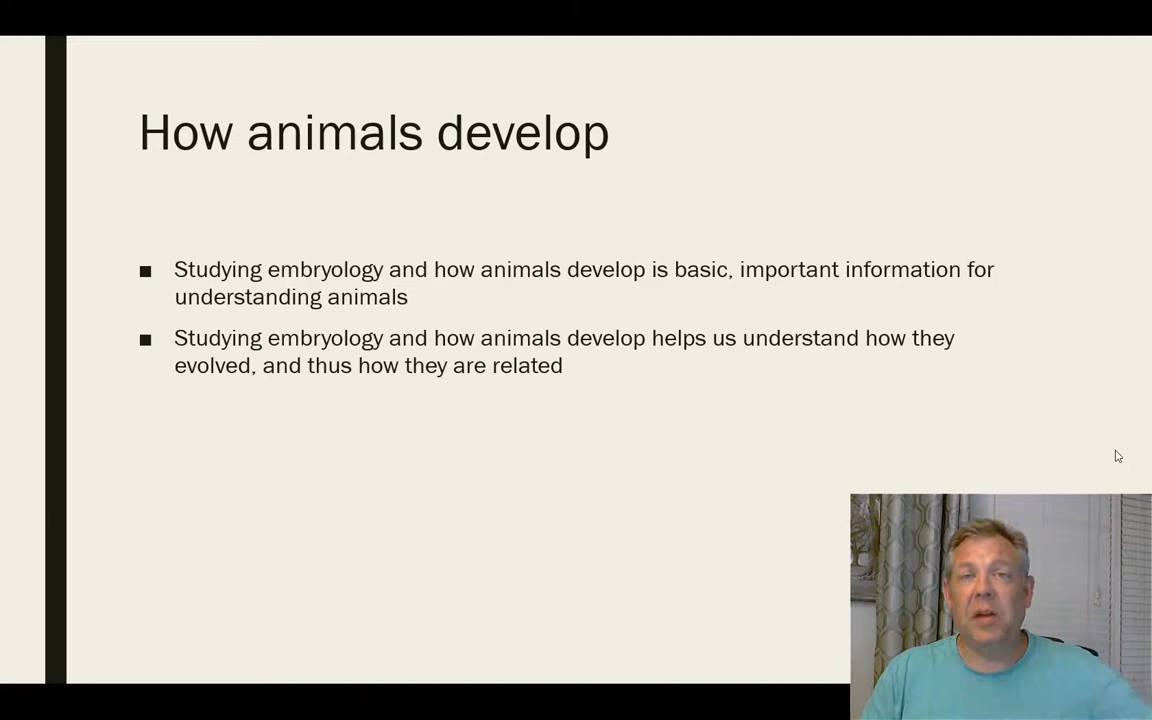 How animals develop
■ Studying embryology and how animals develop is basic, important information for
understanding animals
■ Studying embryology and how animals develop helps us understand how they
evolved, and thus how they are related